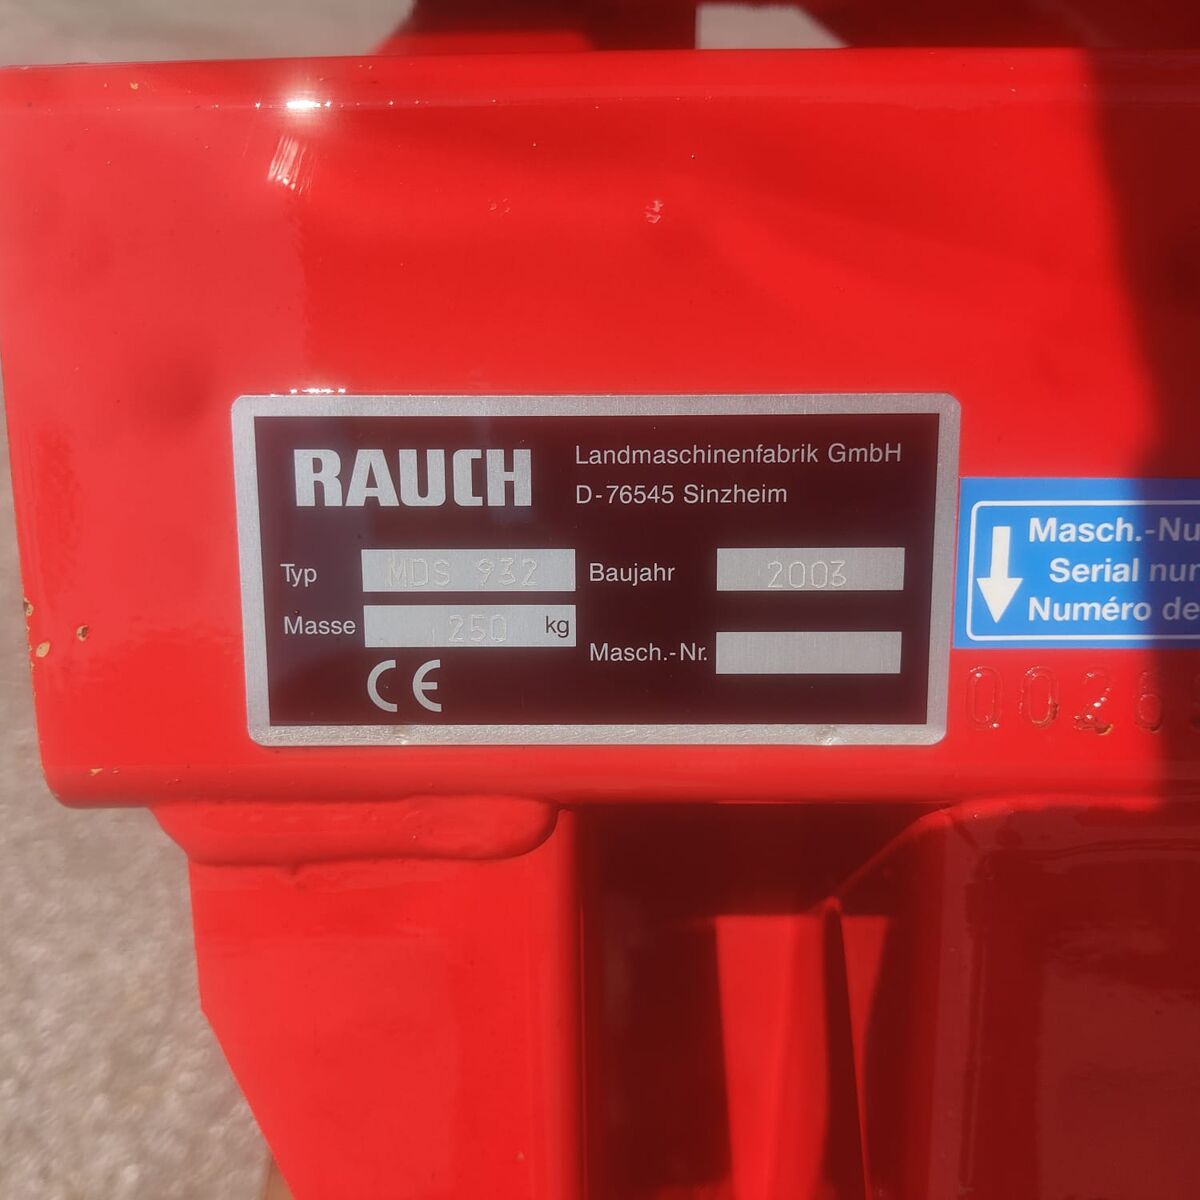 RAUCH
Landmaschinenfabrik GmbH
D-76545 Sinzheim
Typ MDS 932 Baujahr 2003
Masse 250 kg
Masch.-Nr.
CE
Masch.-Nu
Serial nu
Numéro de
0026